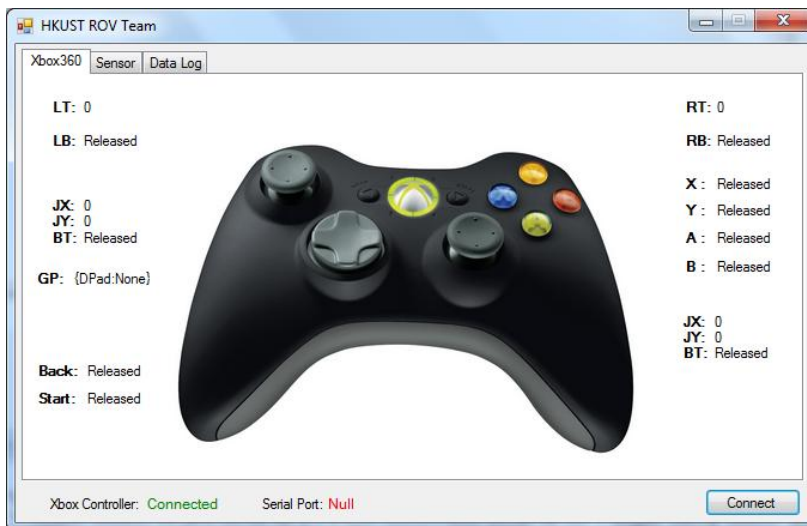 HKUST ROV Team
Xbox360 Sensor Data Log
LT: 0
LB: Released
JX: 0
JY: 0
BT: Released
GP: {DPad:None}
Back: Released
Start: Released
RT: 0
RB: Released
X : Released
Y : Released
A : Released
B : Released
JX: 0
JY: 0
BT: Released
Xbox Controller: Connected Serial Port: Null Connect